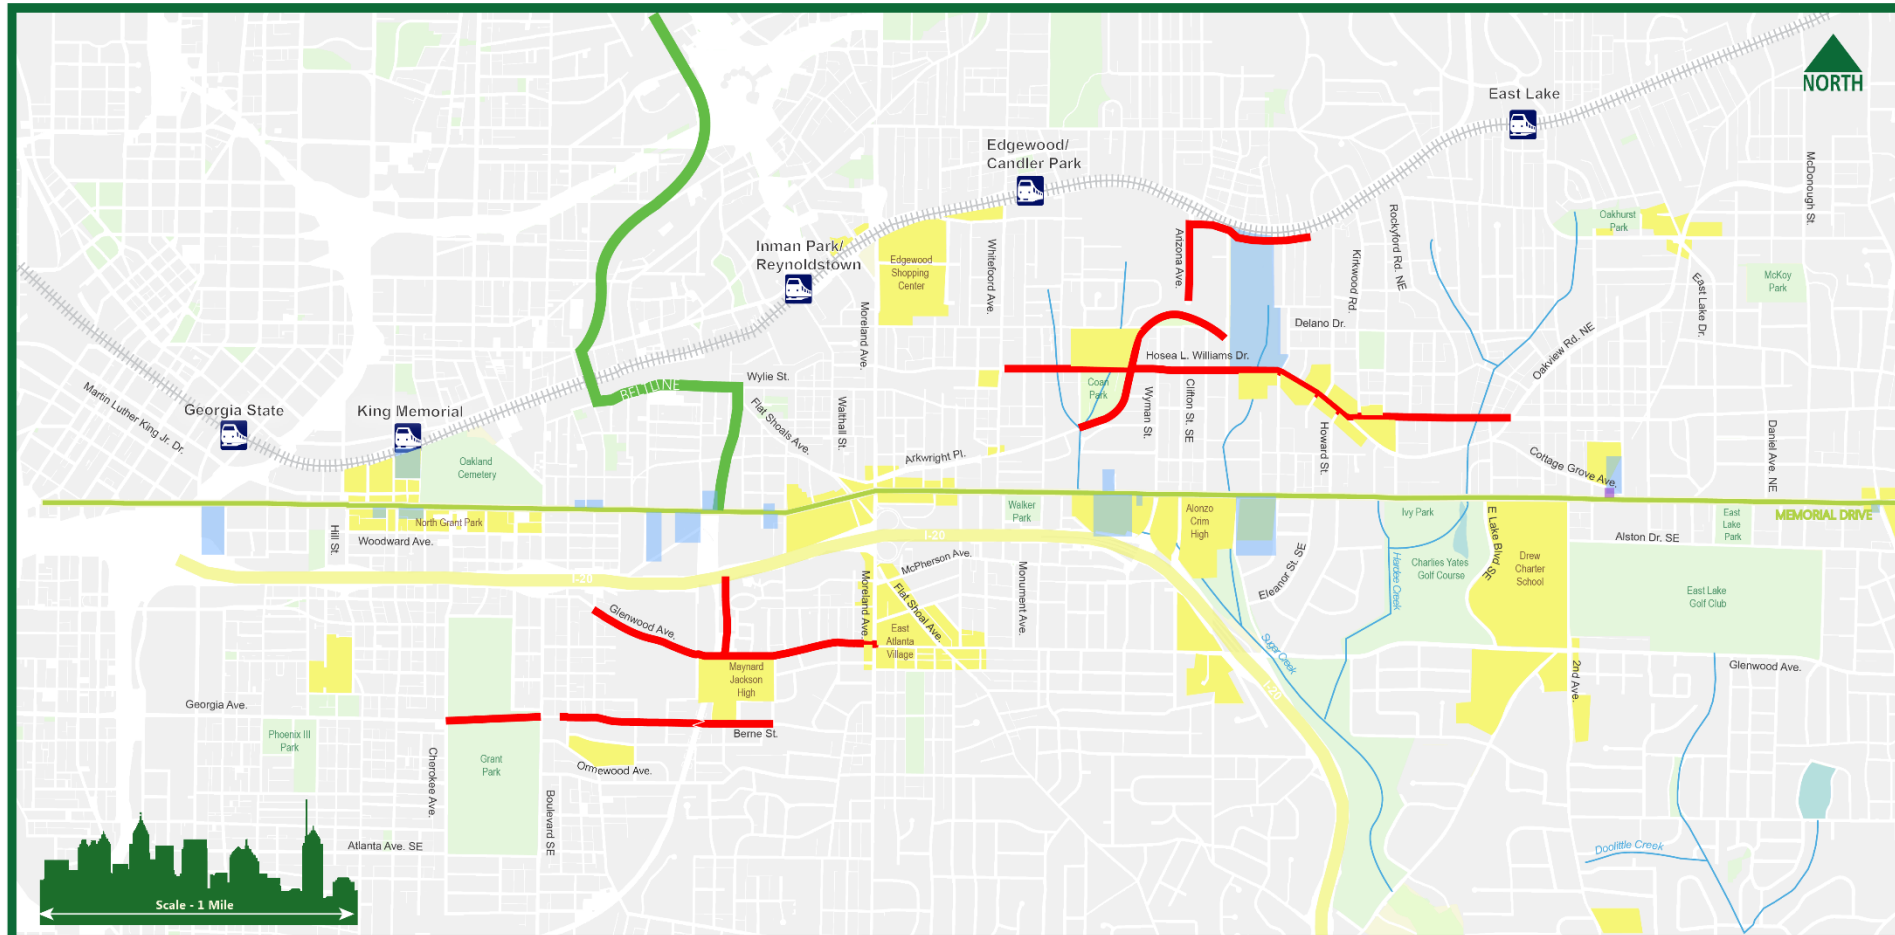 NORTH
East Lake
Edgewood/
Candler Park
McDonough St.
Rockyford Rd. NE
Oakhurst
Park
Arizona Ave.
Inman Park/
Reynoldstown
Edgewood
Shopping
Center
Whitefoord Ave.
Kirkwood Rd.
East Lake Dr.
McKoy
Park
Moreland Ave.
Delano Dr.
Oakview Rd. NE
Hosea L. Williams Dr.
Wylie St.
BELTLINE
Coan
Park
Wyman St.
Clifton St. SE
Martin Luther King Jr. Dr.
Georgia State
King Memorial
Flat Shoals Ave.
Walthall St.
Howard St.
Daniel Ave. NE
Oakland
Cemetery
Arkwright Pl.
Cottage Grove Ave.
North Grant Park
Walker
Park
Alonzo
Crim
High
Ivy Park
E Lake Blvd SE
East
Lake
Park
MEMORIAL DRIVE
Hill St.
Woodward Ave.
I-20
Alston Dr. SE
McPherson Ave.
Monument Ave.
Eleanor St. SE
Hardee Creek
Charlies Yates
Golf Course
Drew
Charter
School
I-20
East Lake
Golf Club
Glenwood Ave.
Moreland Ave.
Flat Shoal Ave.
East
Atlanta
Village
Sugar Creek
Maynard
Jackson
High
2nd Ave.
Glenwood Ave.
I-20
Georgia Ave.
Berne St.
Phoenix III
Park
Cherokee Ave.
Grant
Park
Ormewood Ave.
Boulevard SE
Atlanta Ave. SE
Doolittle Creek
Scale - 1 Mile